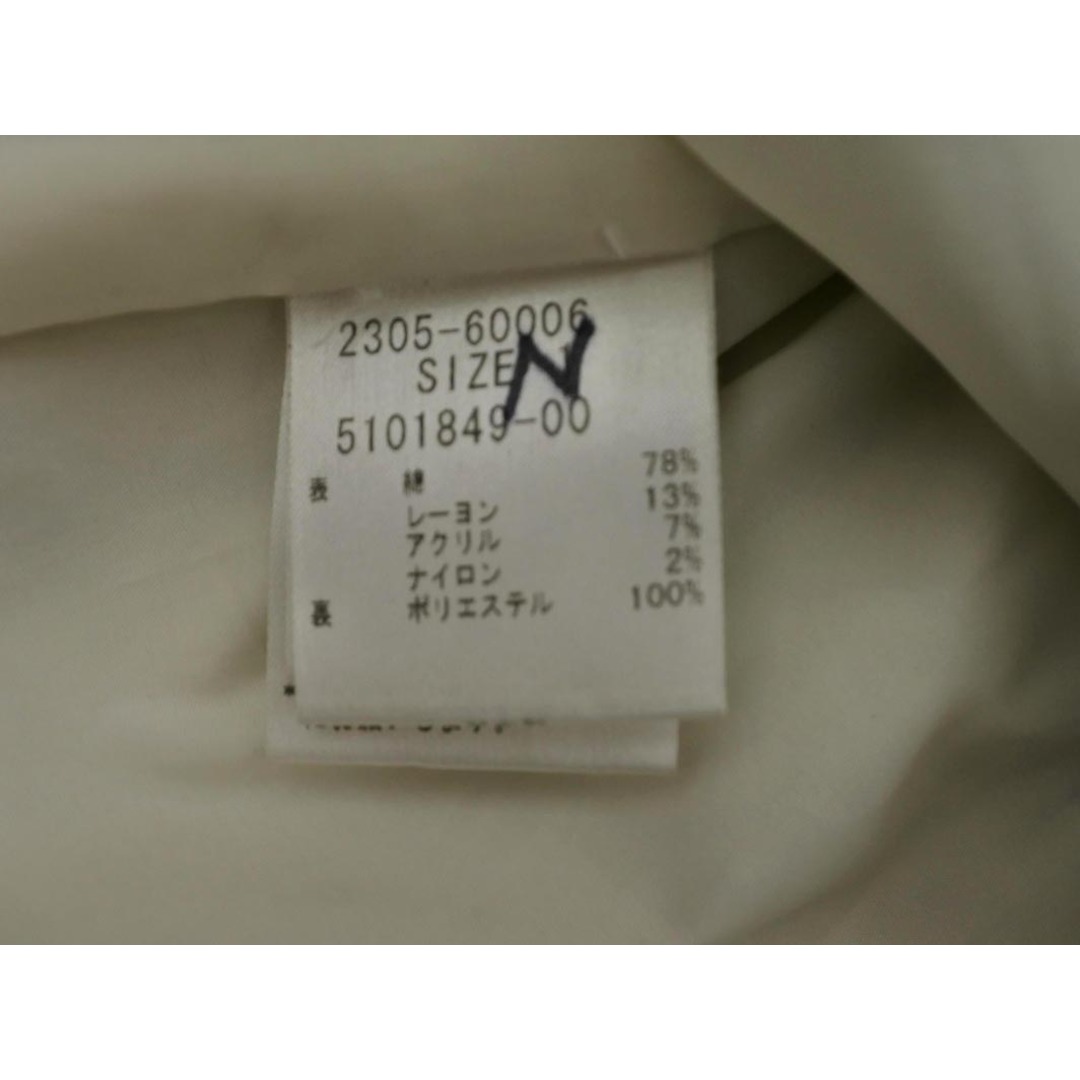 2305-60006
SIZE
N
5101849-00
表 綿 78%
レーヨン 13%
アクリル 7%
ナイロン 2%
裏 ポリエステル 100%